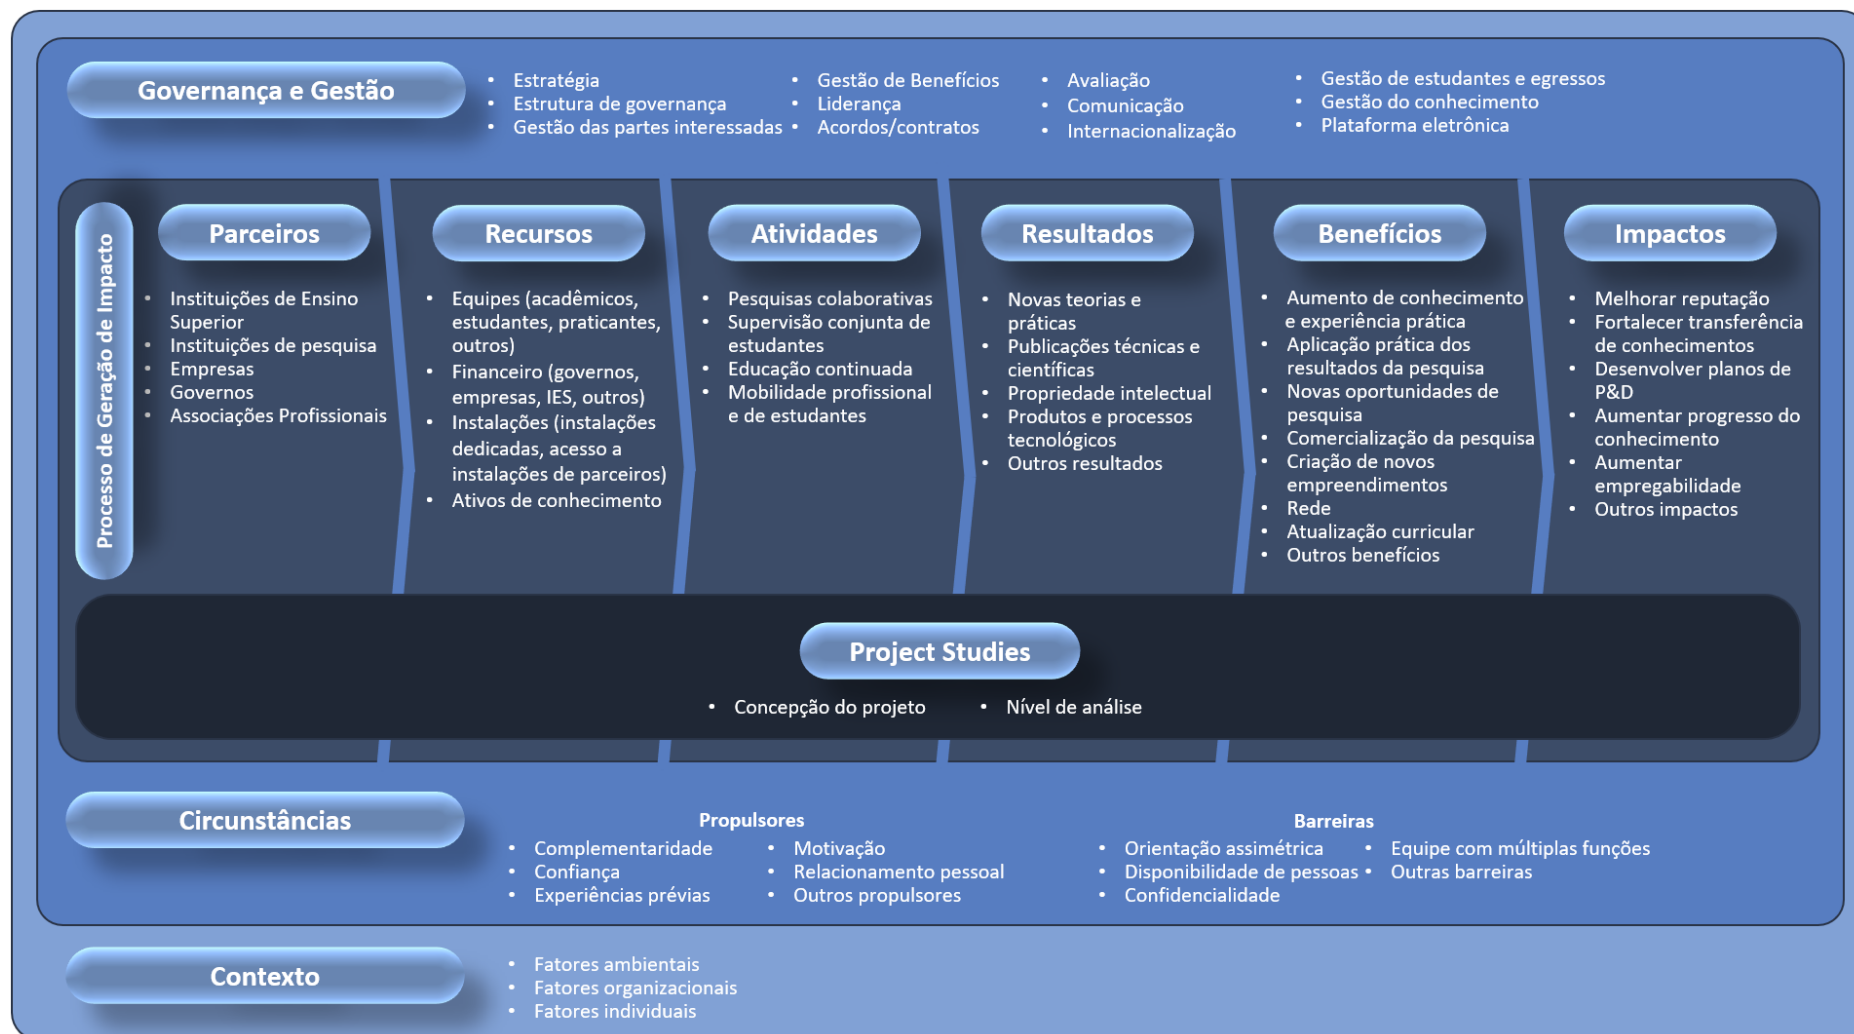 Governança e Gestão
• Estratégia
• Estrutura de governança
• Gestão das partes interessadas
• Gestão de Benefícios
• Liderança
• Acordos/contratos
• Avaliação
• Comunicação
• Internacionalização
• Gestão de estudantes e egressos
• Gestão do conhecimento
• Plataforma eletrônica
Processo de Geração de Impacto
Parceiros
• Instituições de Ensino
Superior
• Instituições de pesquisa
• Empresas
• Governos
• Associações Profissionais
Recursos
• Equipes (acadêmicos,
estudantes, praticantes,
outros)
• Financeiro (governos,
empresas, IES, outros)
• Instalações (instalações
dedicadas, acesso a
instalações de parceiros)
• Ativos de conhecimento
Atividades
• Pesquisas colaborativas
• Supervisão conjunta de
estudantes
• Educação continuada
• Mobilidade profissional
e de estudantes
Resultados
• Novas teorias e
práticas
• Publicações técnicas e
científicas
• Propriedade intelectual
• Produtos e processos
tecnológicos
• Outros resultados
Benefícios
• Aumento de conhecimento
e experiência prática
• Aplicação prática dos
resultados da pesquisa
• Novas oportunidades de
pesquisa
• Comercialização da pesquisa
• Criação de novos
empreendimentos
• Rede
• Atualização curricular
• Outros benefícios
Impactos
• Melhorar reputação
• Fortalecer transferência
de conhecimentos
• Desenvolver planos de
P&D
• Aumentar progresso do
conhecimento
• Aumentar
empregabilidade
• Outros impactos
Project Studies
• Concepção do projeto
• Nível de análise
Circunstâncias
Propulsores
• Complementaridade
• Confiança
• Experiências prévias
• Motivação
• Relacionamento pessoal
• Outros propulsores
Barreiras
• Orientação assimétrica
• Disponibilidade de pessoas
• Confidencialidade
• Equipe com múltiplas funções
• Outras barreiras
Contexto
• Fatores ambientais
• Fatores organizacionais
• Fatores individuais